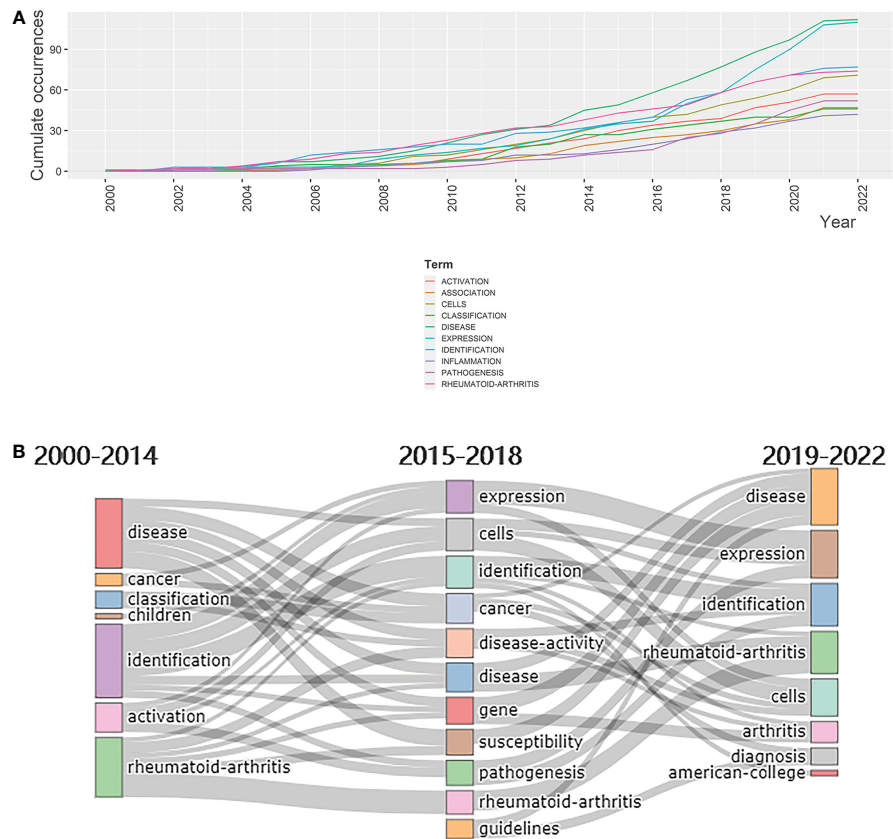 A
Cumulate occurrences
90
60
30
0
2000
2002
2004
2006
2008
2010
2012
2014
2016
2018
2020
2022
Year
Term
ACTIVATION
ASSOCIATION
CELLS
CLASSIFICATION
DISEASE
EXPRESSION
IDENTIFICATION
INFLAMMATION
PATHOGENESIS
RHEUMATOID-ARTHRITIS
B
2000-2014
disease
cancer
classification
children
identification
activation
rheumatoid-arthritis
2015-2018
expression
cells
identification
cancer
disease-activity
disease
gene
susceptibility
pathogenesis
rheumatoid-arthritis
guidelines
2019-2022
disease
expression
identification
rheumatoid-arthritis
cells
arthritis
diagnosis
american-college